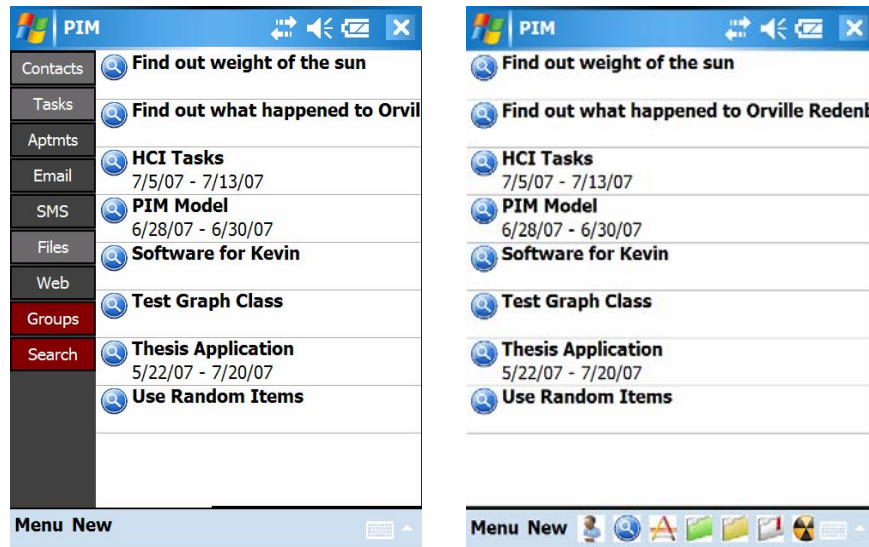 PIM
Contacts
Tasks
Aptmts
Email
SMS
Files
Web
Groups
Search
Find out weight of the sun
Find out what happened to Orvil
HCI Tasks
7/5/07 - 7/13/07
PIM Model
6/28/07 - 6/30/07
Software for Kevin
Test Graph Class
Thesis Application
5/22/07 - 7/20/07
Use Random Items
Menu New
PIM
Find out weight of the sun
Find out what happened to Orville Redenb
HCI Tasks
7/5/07 - 7/13/07
PIM Model
6/28/07 - 6/30/07
Software for Kevin
Test Graph Class
Thesis Application
5/22/07 - 7/20/07
Use Random Items
Menu New